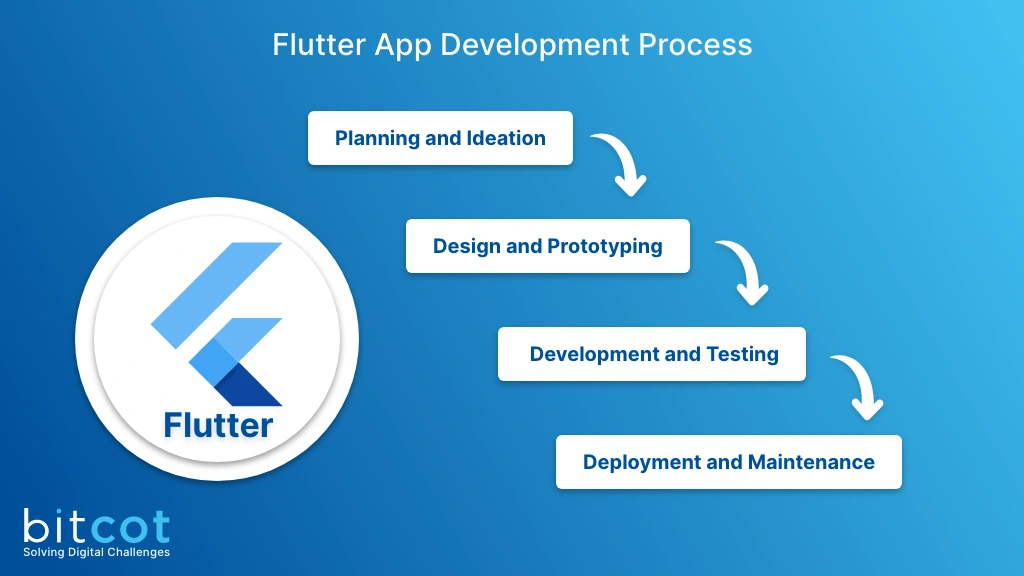 Flutter App Development Process
Planning and Ideation
Design and Prototyping
Development and Testing
Deployment and Maintenance
Flutter
bitcot
Solving Digital Challenges